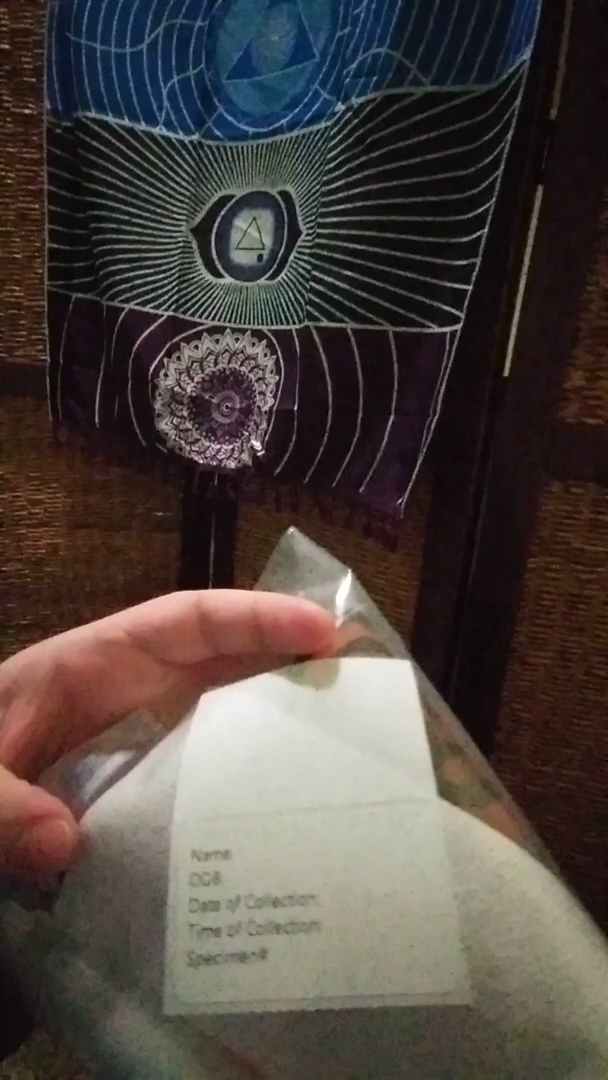 Name
DOB
Date of Collection:
Time of Collection:
Specimen#